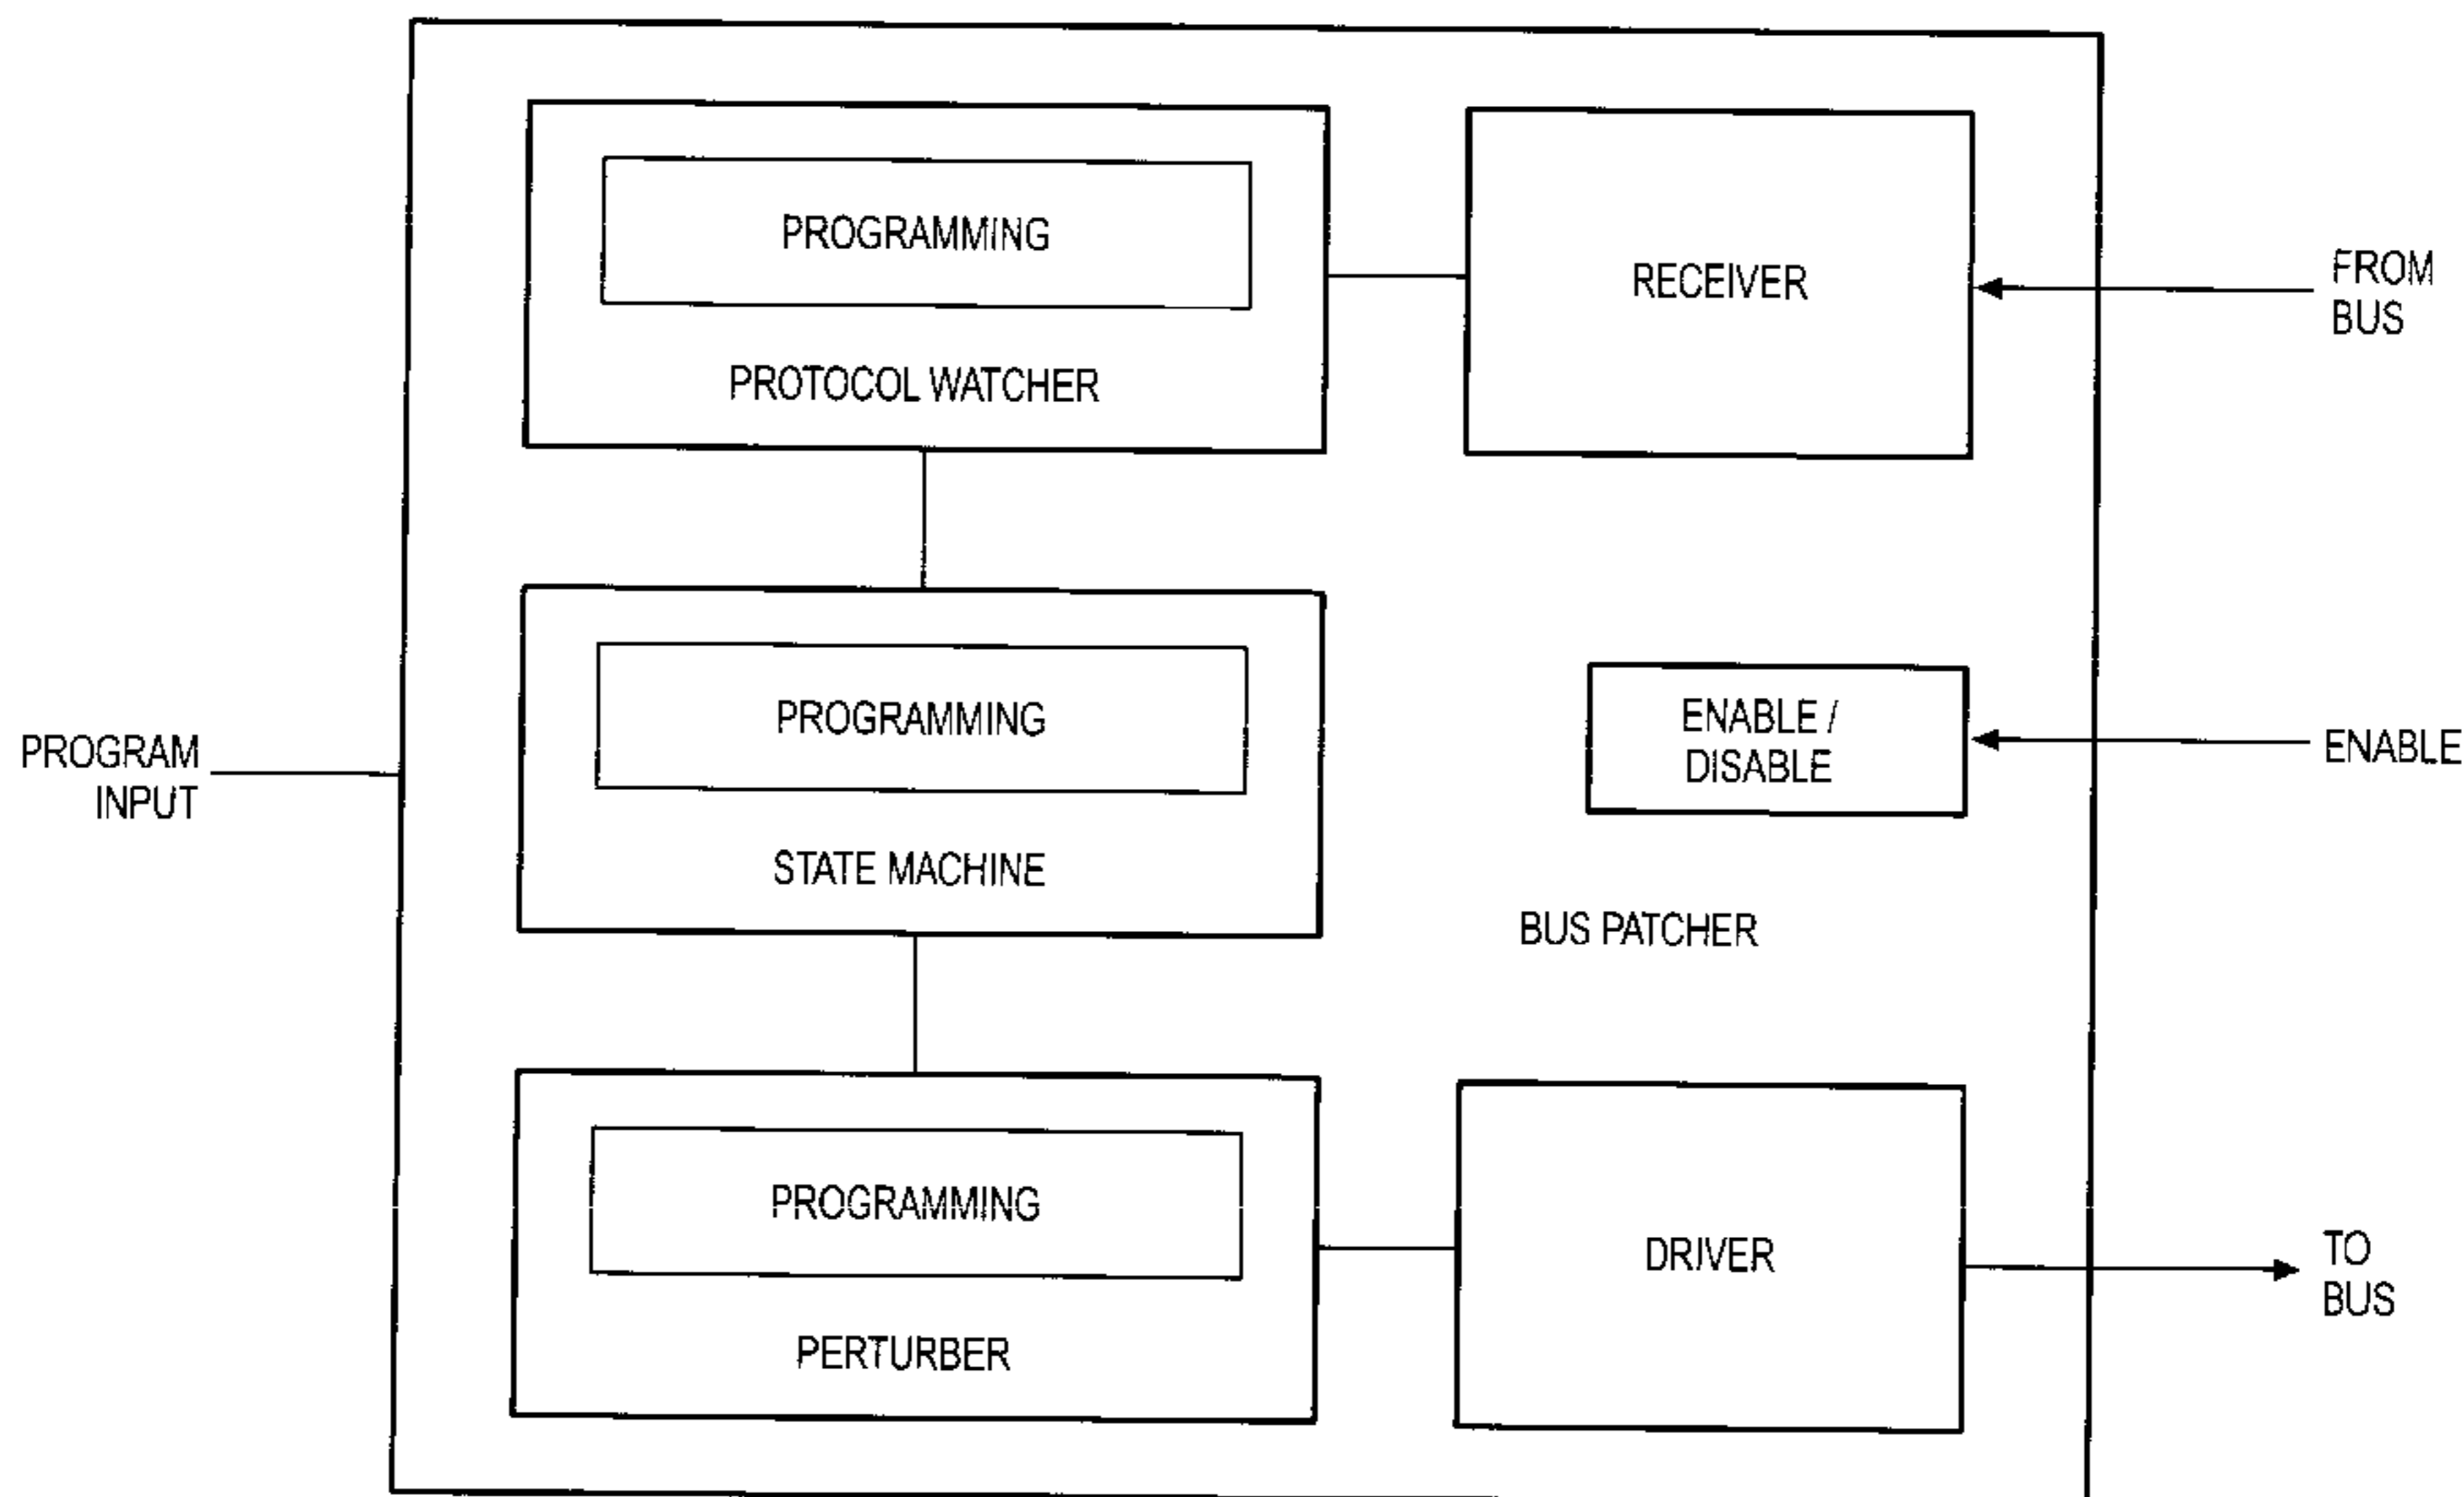 PROGRAMMING
PROTOCOL WATCHER
RECEIVER
FROM
BUS
PROGRAM
INPUT
PROGRAMMING
STATE MACHINE
ENABLE /
DISABLE
ENABLE
BUS PATCHER
PROGRAMMING
PERTURBER
DRIVER
TO
BUS